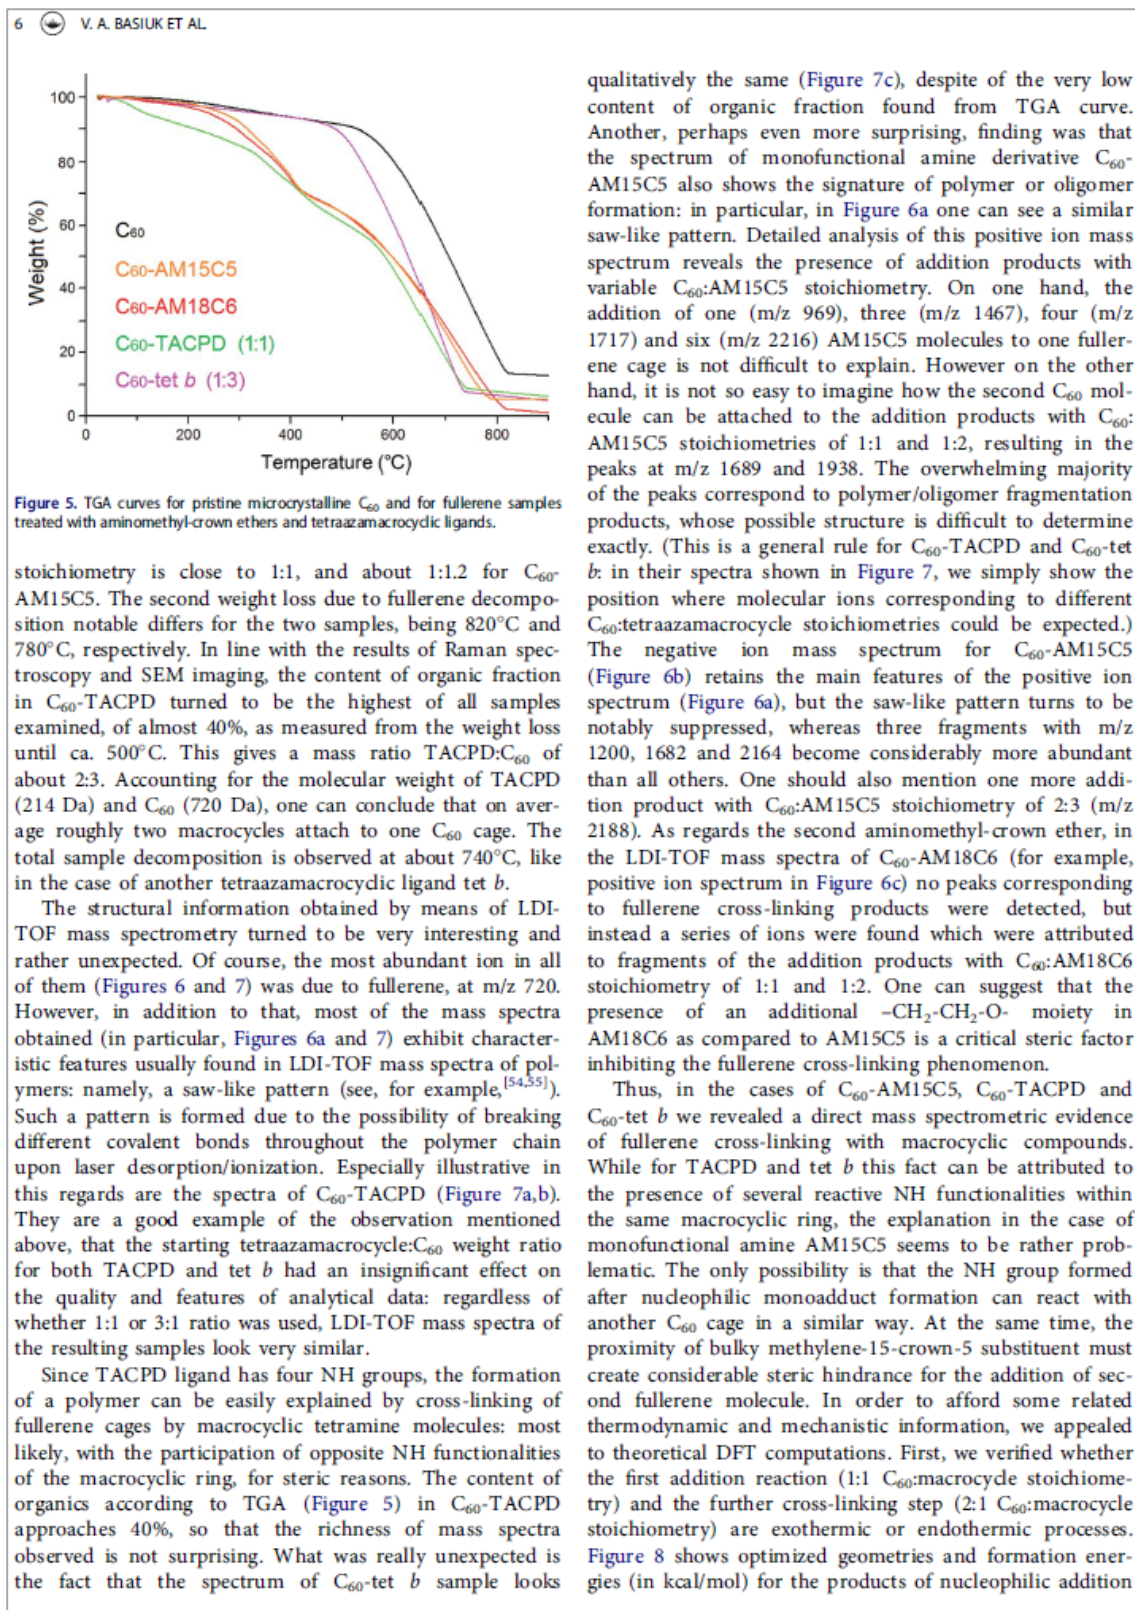 6 V. A. BASIUK ET AL.
100
80
60
40
20
0
Weight (%)
C60
C60-AM15C5
C60-AM18C6
C60-TACPD (1:1)
C60-tet b (1:3)
0 200 400 600 800
Temperature (°C)
Figure 5. TGA curves for pristine microcrystalline C60 and for fullerene samples
treated with aminomethyl-crown ethers and tetraazamacrocyclic ligands.
stoichiometry is close to 1:1, and about 1:1.2 for C60-
AM15C5. The second weight loss due to fullerene decompo-
sition notable differs for the two samples, being 820°C and
780°C, respectively. In line with the results of Raman spec-
troscopy and SEM imaging, the content of organic fraction
in C60-TACPD turned to be the highest of all samples
examined, of almost 40%, as measured from the weight loss
until ca. 500°C. This gives a mass ratio TACPD:C60 of
about 2:3. Accounting for the molecular weight of TACPD
(214 Da) and C60 (720 Da), one can conclude that on aver-
age roughly two macrocycles attach to one C60 cage. The
total sample decomposition is observed at about 740°C, like
in the case of another tetraazamacrocyclic ligand tet b.
The structural information obtained by means of LDI-
TOF mass spectrometry turned to be very interesting and
rather unexpected. Of course, the most abundant ion in all
of them (Figures 6 and 7) was due to fullerene, at m/z 720.
However, in addition to that, most of the mass spectra
obtained (in particular, Figures 6a and 7) exhibit character-
istic features usually found in LDI-TOF mass spectra of pol-
ymers: namely, a saw-like pattern (see, for example,[54,55]).
Such a pattern is formed due to the possibility of breaking
different covalent bonds throughout the polymer chain
upon laser desorption/ionization. Especially illustrative in
this regards are the spectra of C60-TACPD (Figure 7a,b).
They are a good example of the observation mentioned
above, that the starting tetraazamacrocycle:C60 weight ratio
for both TACPD and tet b had an insignificant effect on
the quality and features of analytical data: regardless of
whether 1:1 or 3:1 ratio was used, LDI-TOF mass spectra of
the resulting samples look very similar.
Since TACPD ligand has four NH groups, the formation
of a polymer can be easily explained by cross-linking of
fullerene cages by macrocyclic tetramine molecules: most
likely, with the participation of opposite NH functionalities
of the macrocyclic ring, for steric reasons. The content of
organics according to TGA (Figure 5) in C60-TACPD
approaches 40%, so that the richness of mass spectra
observed is not surprising. What was really unexpected is
the fact that the spectrum of C60-tet b sample looks
qualitatively the same (Figure 7c), despite of the very low
content of organic fraction found from TGA curve.
Another, perhaps even more surprising, finding was that
the spectrum of monofunctional amine derivative C60-
AM15C5 also shows the signature of polymer or oligomer
formation: in particular, in Figure 6a one can see a similar
saw-like pattern. Detailed analysis of this positive ion mass
spectrum reveals the presence of addition products with
variable C60:AM15C5 stoichiometry. On one hand, the
addition of one (m/z 969), three (m/z 1467), four (m/z
1717) and six (m/z 2216) AM15C5 molecules to one fuller-
ene cage is not difficult to explain. However on the other
hand, it is not so easy to imagine how the second C60 mol-
ecule can be attached to the addition products with C60:
AM15C5 stoichiometries of 1:1 and 1:2, resulting in the
peaks at m/z 1689 and 1938. The overwhelming majority
of the peaks correspond to polymer/oligomer fragmentation
products, whose possible structure is difficult to determine
exactly. (This is a general rule for C60-TACPD and C60-tet
b: in their spectra shown in Figure 7, we simply show the
position where molecular ions corresponding to different
C60:tetraazamacrocycle stoichiometries could be expected.)
The negative ion mass spectrum for C60-AM15C5
(Figure 6b) retains the main features of the positive ion
spectrum (Figure 6a), but the saw-like pattern turns to be
notably suppressed, whereas three fragments with m/z
1200, 1682 and 2164 become considerably more abundant
than all others. One should also mention one more addi-
tion product with C60:AM15C5 stoichiometry of 2:3 (m/z
2188). As regards the second aminomethyl-crown ether, in
the LDI-TOF mass spectra of C60-AM18C6 (for example,
positive ion spectrum in Figure 6c) no peaks corresponding
to fullerene cross-linking products were detected, but
instead a series of ions were found which were attributed
to fragments of the addition products with C60:AM18C6
stoichiometry of 1:1 and 1:2. One can suggest that the
presence of an additional –CH2-CH2-O- moiety in
AM18C6 as compared to AM15C5 is a critical steric factor
inhibiting the fullerene cross-linking phenomenon.
Thus, in the cases of C60-AM15C5, C60-TACPD and
C60-tet b we revealed a direct mass spectrometric evidence
of fullerene cross-linking with macrocyclic compounds.
While for TACPD and tet b this fact can be attributed to
the presence of several reactive NH functionalities within
the same macrocyclic ring, the explanation in the case of
monofunctional amine AM15C5 seems to be rather prob-
lematic. The only possibility is that the NH group formed
after nucleophilic monoadduct formation can react with
another C60 cage in a similar way. At the same time, the
proximity of bulky methylene-15-crown-5 substituent must
create considerable steric hindrance for the addition of sec-
ond fullerene molecule. In order to afford some related
thermodynamic and mechanistic information, we appealed
to theoretical DFT computations. First, we verified whether
the first addition reaction (1:1 C60:macrocycle stoichiome-
try) and the further cross-linking step (2:1 C60:macrocycle
stoichiometry) are exothermic or endothermic processes.
Figure 8 shows optimized geometries and formation ener-
gies (in kcal/mol) for the products of nucleophilic addition